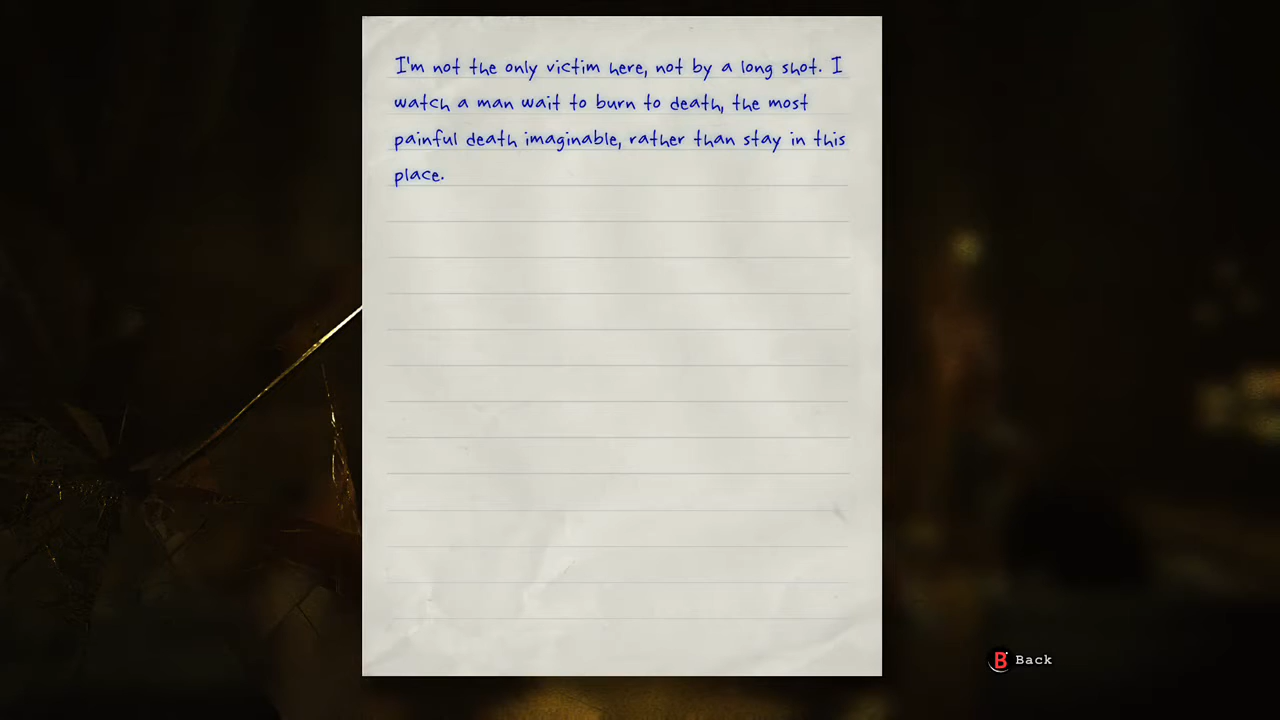 I'm not the only victim here, not by a long shot. I
watch a man wait to burn to death, the most
painful death imaginable, rather than stay in this
place.
B Back